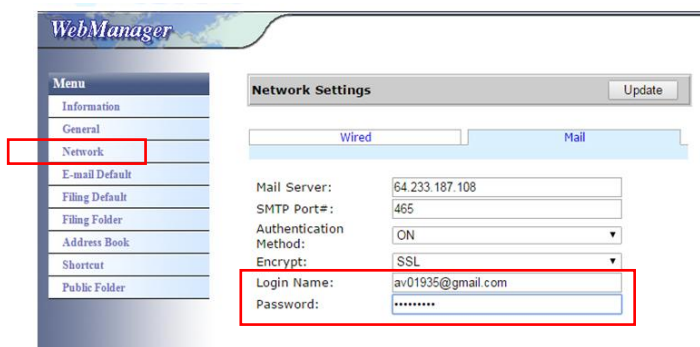 WebManager
Menu
Information
General
Network
E-mail Default
Filing Default
Filing Folder
Address Book
Shortcut
Public Folder
Network Settings
Update
Wired Mail
Mail Server: 64.233.187.108
SMTP Port#: 465
Authentication
Method: ON
Encrypt: SSL
Login Name: av01935@gmail.com
Password: •••••••••